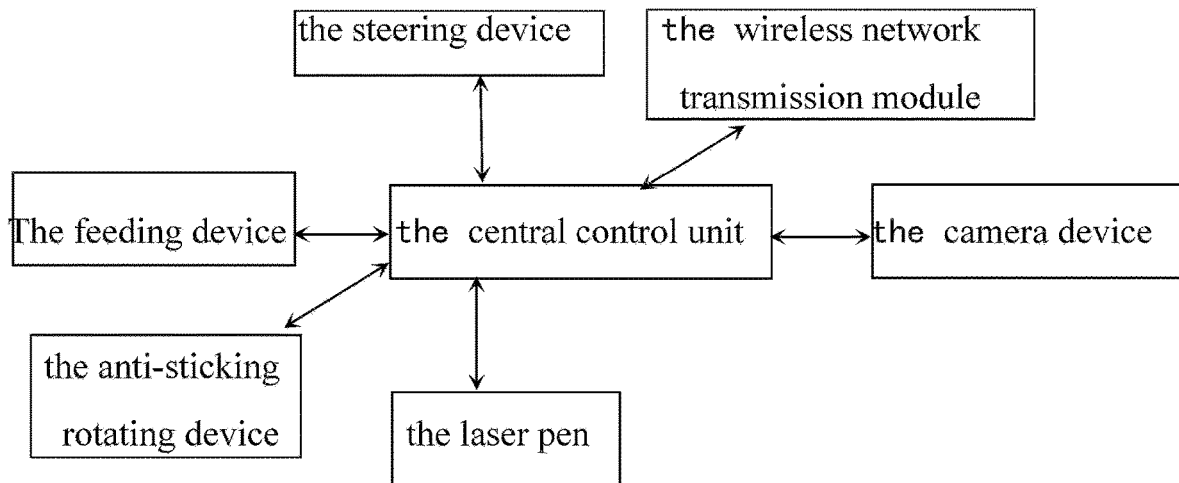 the steering device
the wireless network
transmission module
The feeding device
the central control unit
the camera device
the anti-sticking
rotating device
the laser pen